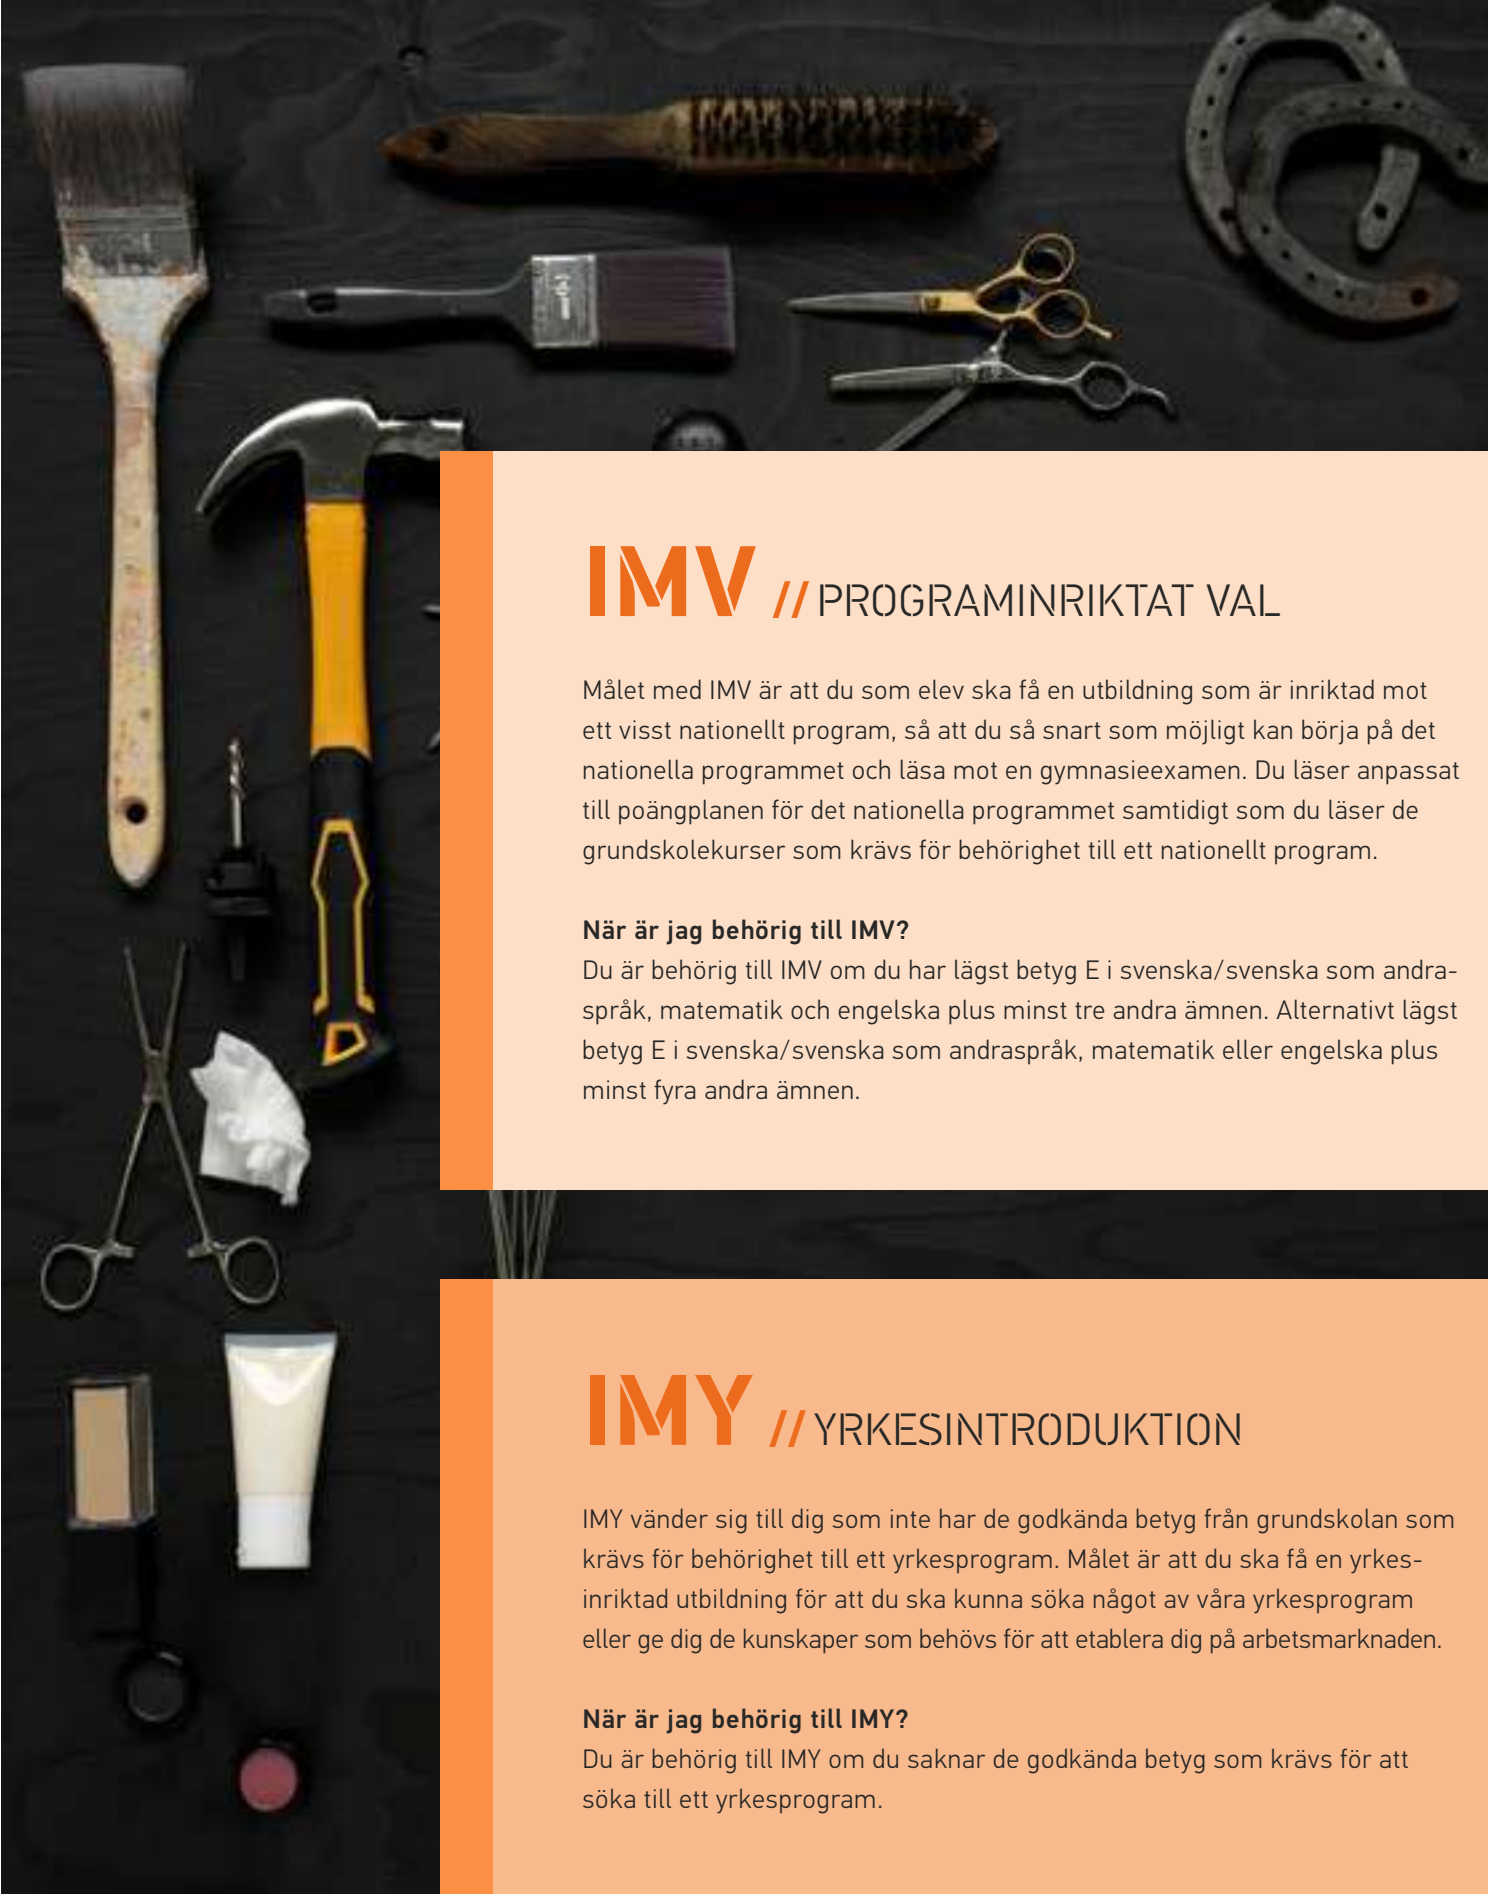 IMV // PROGRAMINRIKTAT VAL
Målet med IMV är att du som elev ska få en utbildning som är inriktad mot
ett visst nationellt program, så att du så snart som möjligt kan börja på det
nationella programmet och läsa mot en gymnasieexamen. Du läser anpassat
till poängplanen för det nationella programmet samtidigt som du läser de
grundskolekurser som krävs för behörighet till ett nationellt program.
När är jag behörig till IMV?
Du är behörig till IMV om du har lägst betyg E i svenska/svenska som andra-
språk, matematik och engelska plus minst tre andra ämnen. Alternativt lägst
betyg E i svenska/svenska som andraspråk, matematik eller engelska plus
minst fyra andra ämnen.
IMY // YRKESINTRODUKTION
IMY vänder sig till dig som inte har de godkända betyg från grundskolan som
krävs för behörighet till ett yrkesprogram. Målet är att du ska få en yrkes-
inriktad utbildning för att du ska kunna söka något av våra yrkesprogram
eller ge dig de kunskaper som behövs för att etablera dig på arbetsmarknaden.
När är jag behörig till IMY?
Du är behörig till IMY om du saknar de godkända betyg som krävs för att
söka till ett yrkesprogram.